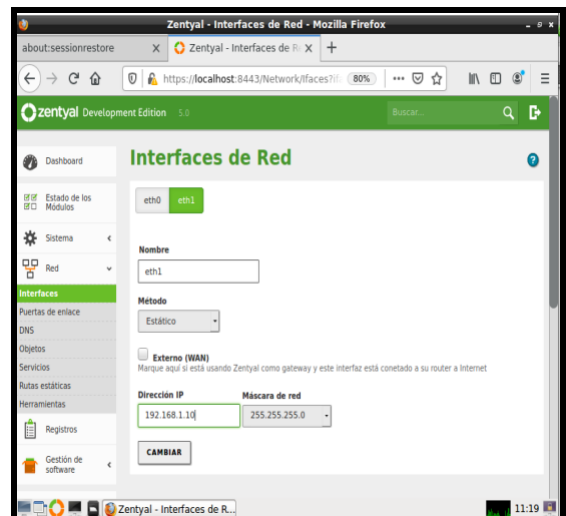 Zentyal - Interfaces de Red - Mozilla Firefox
about:sessionrestore
Zentyal - Interfaces de R
https://localhost:8443/Network/Ifaces?if
80%
zentyal Development Edition 5.0
Buscar...
Dashboard
Estado de los
Módulos
Sistema
Red
Interfaces
Puertas de enlace
DNS
Objetos
Servicios
Rutas estáticas
Herramientas
Registros
Gestión de
software
Interfaces de Red
?
eth0 eth1
Nombre
eth1
Método
Estático
Externo (WAN)
Marque aquí si está usando Zentyal como gateway y este interfaz está conetado a su router a Internet
Dirección IP Máscara de red
192.168.1.10 255.255.255.0
CAMBIAR
Zentyal - Interfaces de R...
11:19